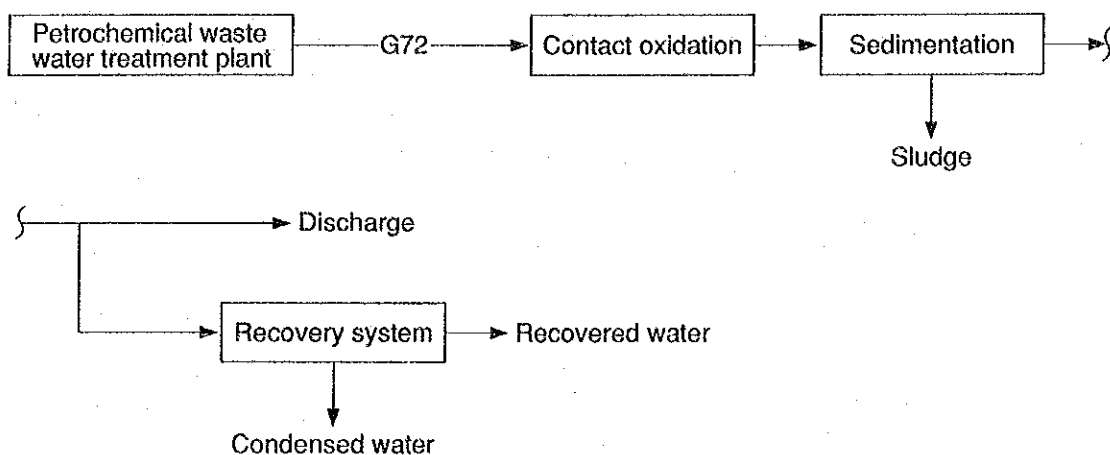 Petrochemical waste
water treatment plant
G72
Contact oxidation
Sedimentation
Sludge
Discharge
Recovery system
Recovered water
Condensed water